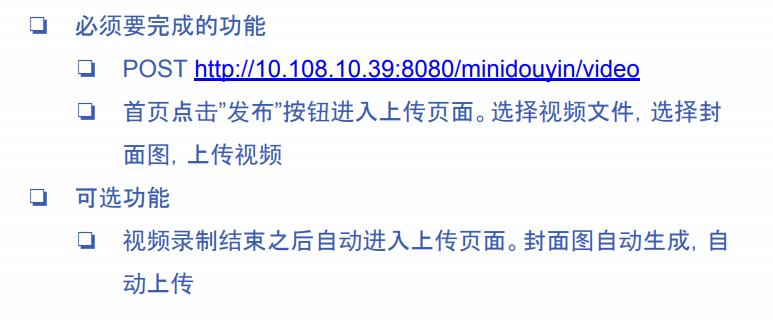 ❏ 必须要完成的功能
❏ POST http://10.108.10.39:8080/minidouyin/video
❏ 首页点击”发布”按钮进入上传页面。选择视频文件, 选择封
面图, 上传视频
❏ 可选功能
❏ 视频录制结束之后自动进入上传页面。封面图自动生成, 自
动上传